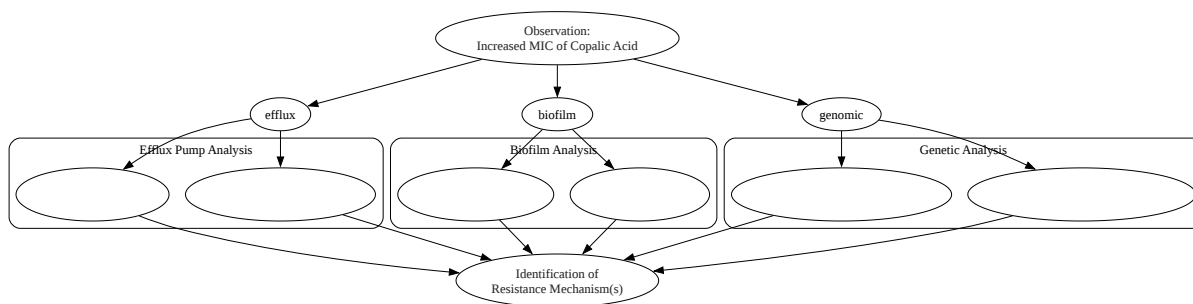 Observation:
Increased MIC of Copalic Acid
efflux
biofilm
genomic
Efflux Pump Analysis
Biofilm Analysis
Genetic Analysis
Identification of
Resistance Mechanism(s)